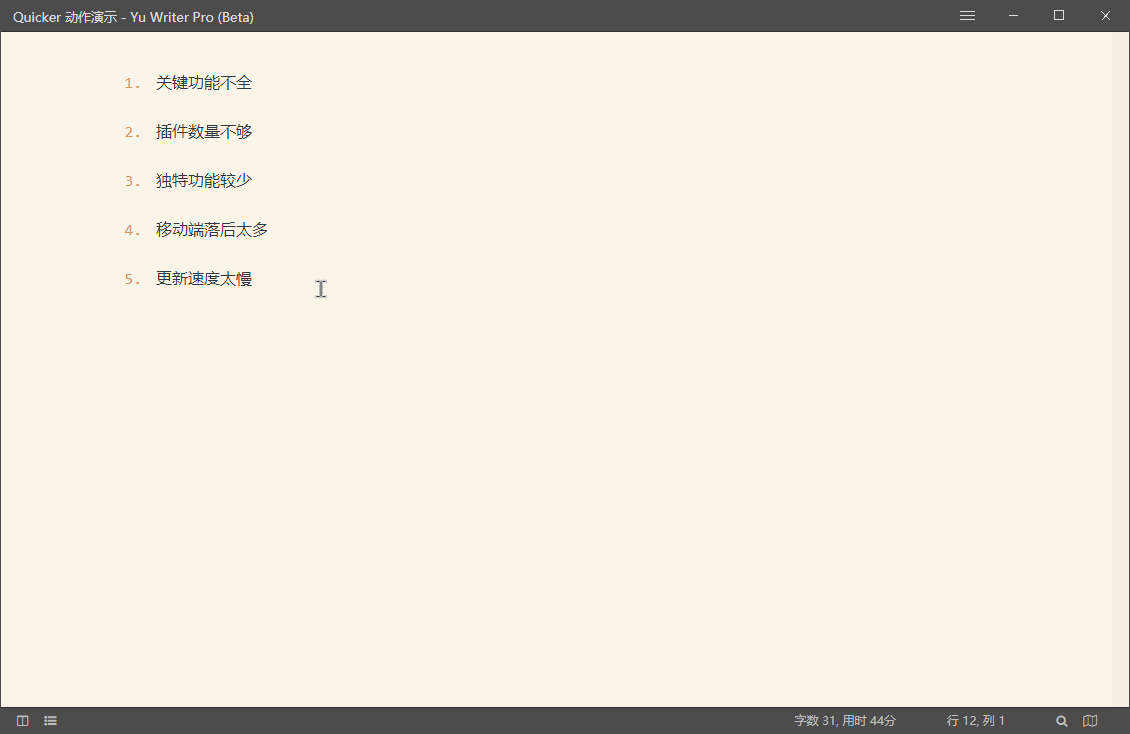 Quicker 动作演示 - Yu Writer Pro (Beta)
1. 关键功能不全
2. 插件数量不够
3. 独特功能较少
4. 移动端落后太多
5. 更新速度太慢
字数 31, 用时 44分 行 12, 列 1